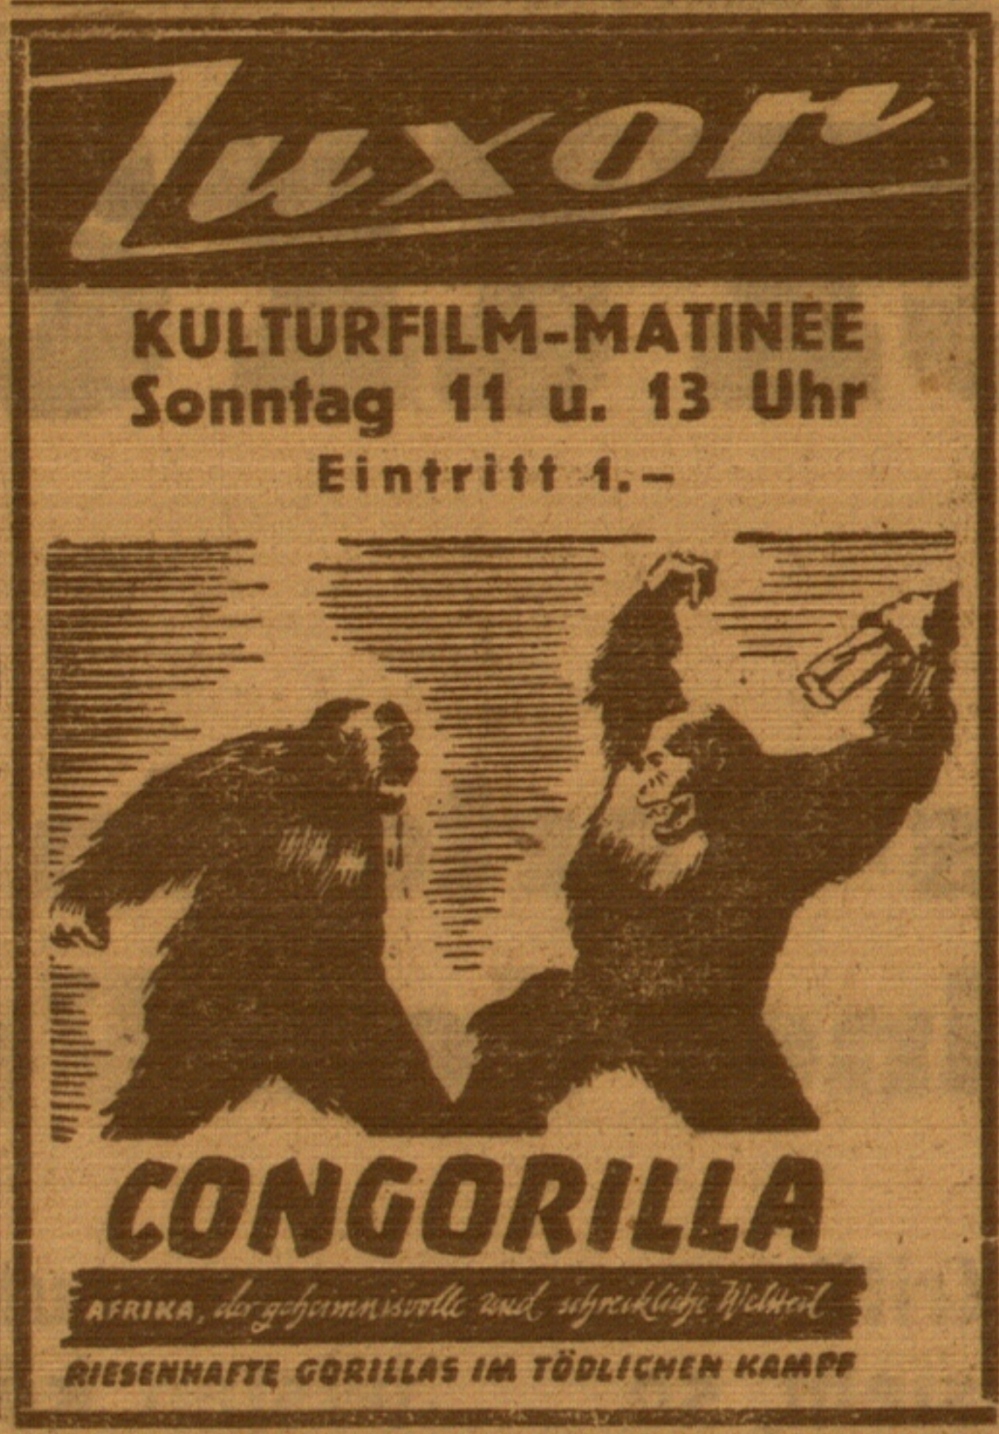 Luxor
KULTURFILM-MATINEE
Sonntag 11 u. 13 Uhr
Eintritt 1.—
CONGORILLA
AFRIKA, der geheimnisvolle und schreckliche Weltteil
RIESENHAFTE GORILLAS IM TÖDLICHEN KAMPF